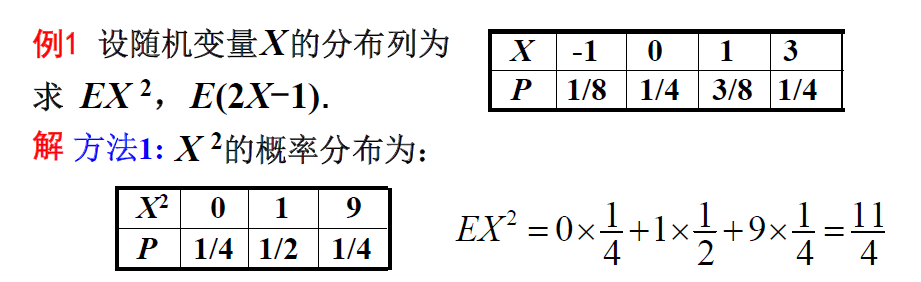 例1 设随机变量X的分布列为
X -1 0 1 3
P 1/8 1/4 3/8 1/4
求 EX²，E(2X-1).
解 方法1：X²的概率分布为：
X² 0 1 9
P 1/4 1/2 1/4
EX² = 0×1/4+1×1/2+9×1/4=11/4